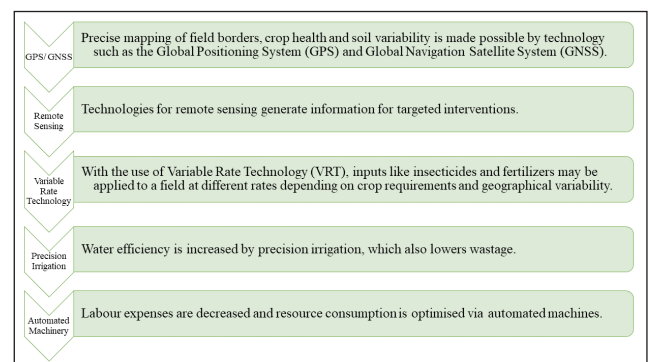 GPS/ GNSS
Precise mapping of field borders, crop health and soil variability is made possible by technology
such as the Global Positioning System (GPS) and Global Navigation Satellite System (GNSS).
Remote
Sensing
Technologies for remote sensing generate information for targeted interventions.
Variable
Rate
Technology
With the use of Variable Rate Technology (VRT), inputs like insecticides and fertilizers may be
applied to a field at different rates depending on crop requirements and geographical variability.
Precision
Irrigation
Water efficiency is increased by precision irrigation, which also lowers wastage.
Automated
Machinery
Labour expenses are decreased and resource consumption is optimised via automated machines.